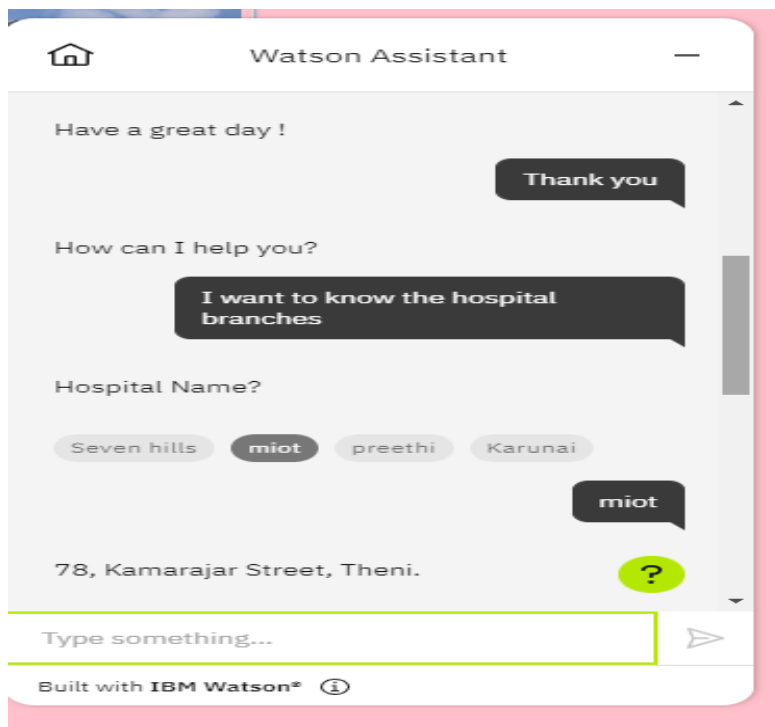 Watson Assistant
Have a great day !
Thank you
How can I help you?
I want to know the hospital
branches
Hospital Name?
Seven hills miot preethi Karunai
miot
78, Kamarajar Street, Theni.
?
Type something...
Built with IBM Watson®